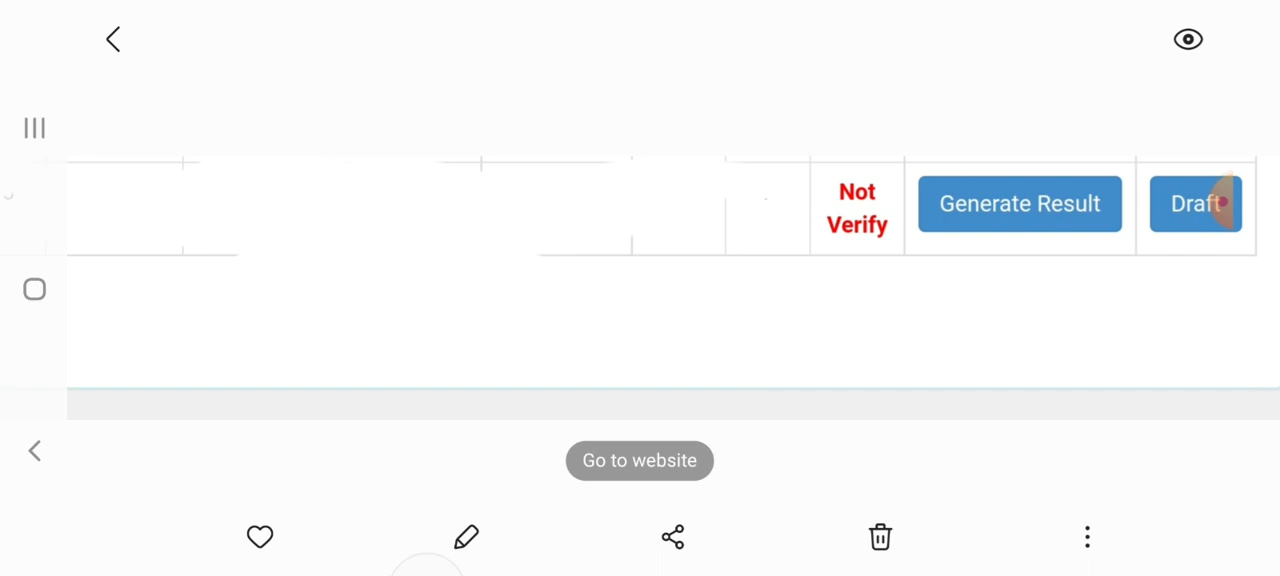 Not
Verify
Generate Result
Draft
Go to website